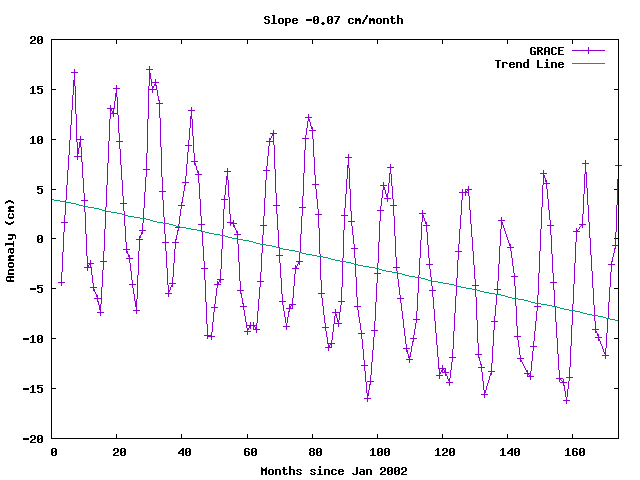 Slope -0.07 cm/month
GRACE
Trend Line
20
15
10
5
0
-5
-10
-15
-20
Anomaly (cm)
0 20 40 60 80 100 120 140 160
Months since Jan 2002